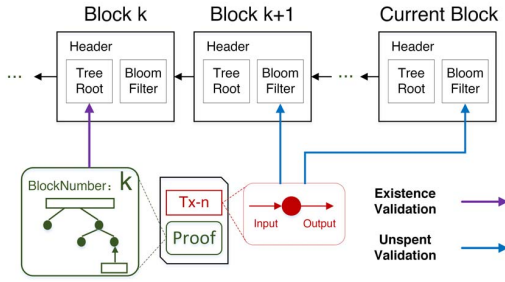 Block k
Block k+1
Current Block
Header
Tree
Root
Bloom
Filter
Header
Tree
Root
Bloom
Filter
Header
Tree
Root
Bloom
Filter
...
...
BlockNumber: k
Tx-n
Proof
Input
Output
Existence
Validation
Unspent
Validation